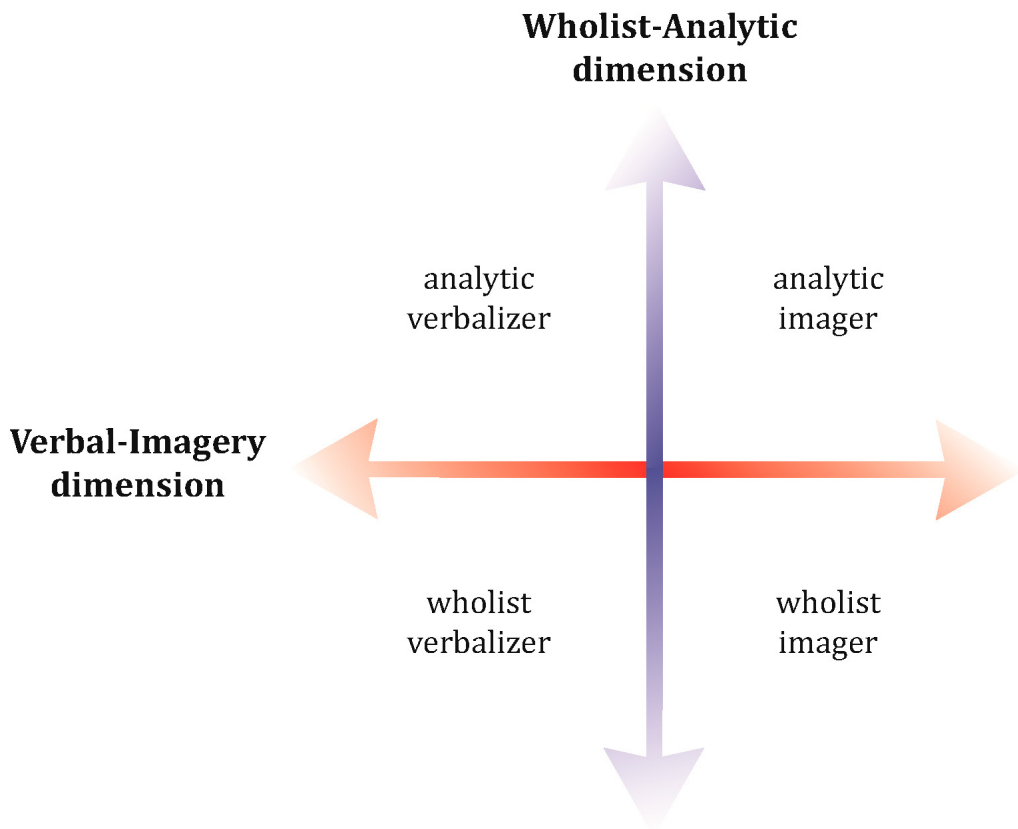 Wholist-Analytic
dimension
analytic
verbalizer
analytic
imager
Verbal-Imagery
dimension
wholist
verbalizer
wholist
imager